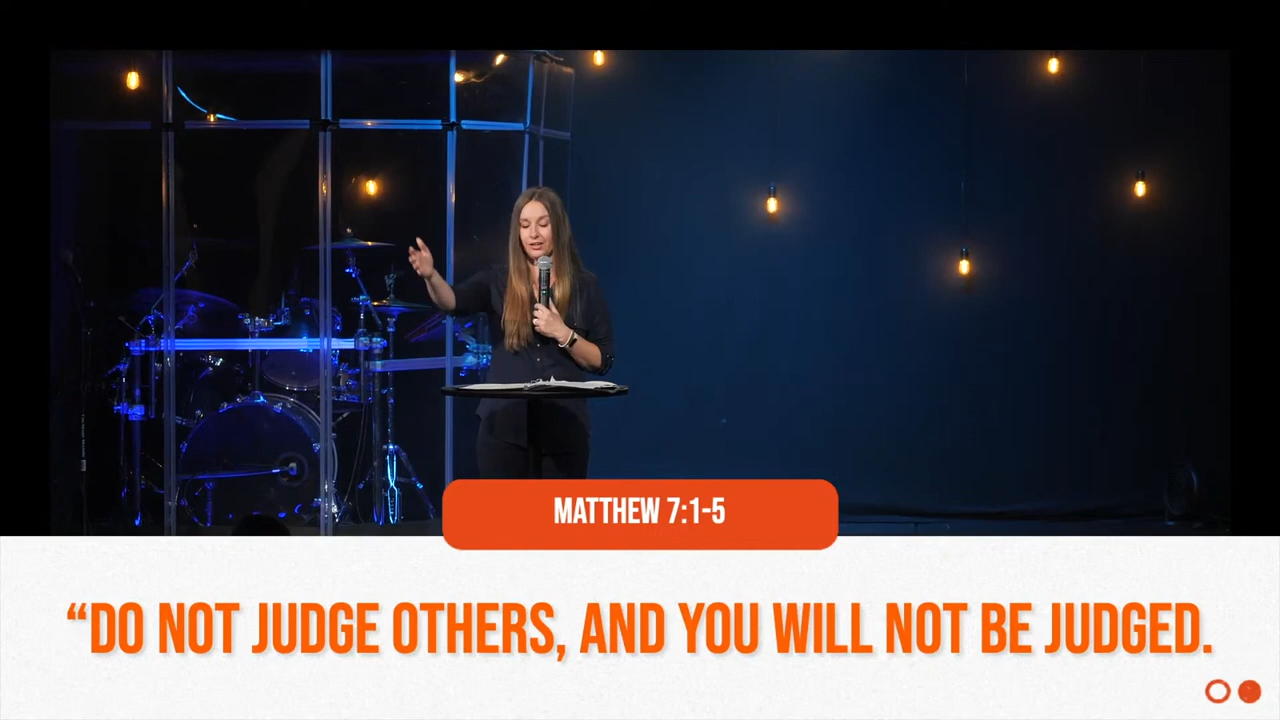 MATTHEW 7:1-5
“DO NOT JUDGE OTHERS, AND YOU WILL NOT BE JUDGED.